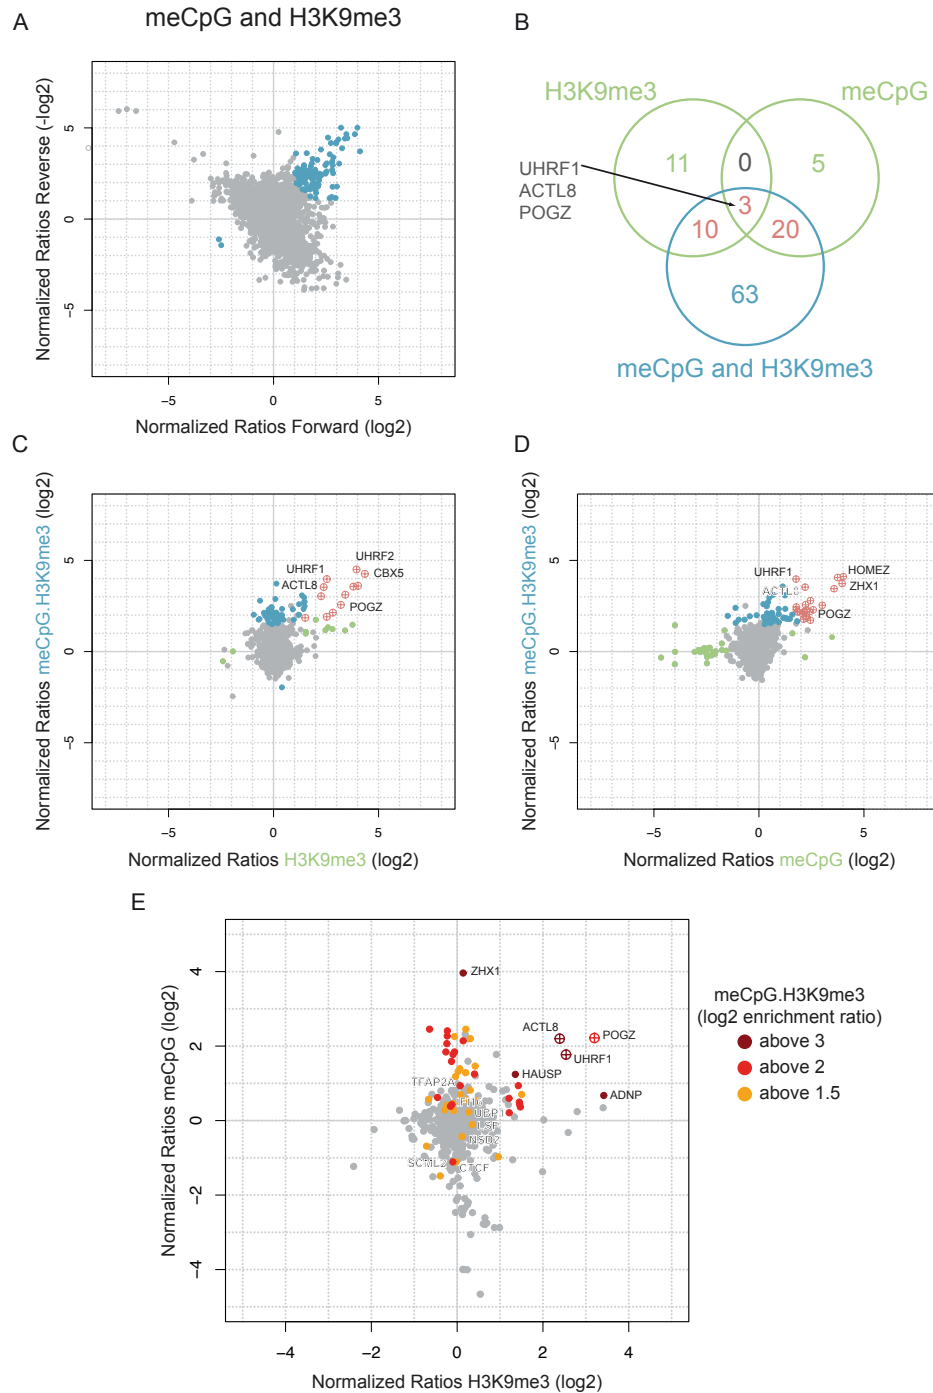 A
meCpG and H3K9me3
Normalized Ratios Reverse (-log2)
5
0
−5
−5
0
5
Normalized Ratios Forward (log2)
B
H3K9me3
meCpG
11
0
5
UHRF1
ACTL8
POGZ
3
10
20
63
meCpG and H3K9me3
C
Normalized Ratios meCpG.H3K9me3 (log2)
5
0
−5
UHRF2
UHRF1
CBX5
ACTL8
POGZ
−5
0
5
Normalized Ratios H3K9me3 (log2)
D
Normalized Ratios meCpG.H3K9me3 (log2)
5
0
−5
UHRF1
HOMEZ
ZHX1
ACTL8
POGZ
−5
0
5
Normalized Ratios meCpG (log2)
E
Normalized Ratios meCpG (log2)
4
2
0
−2
−4
ZHX1
ACTL8
POGZ
UHRF1
HAUSP
TFAP2A
ADNP
UBP1
LSF
NSD2
SCML2
CTCF
−4
−2
0
2
4
Normalized Ratios H3K9me3 (log2)
meCpG.H3K9me3
(log2 enrichment ratio)
above 3
above 2
above 1.5